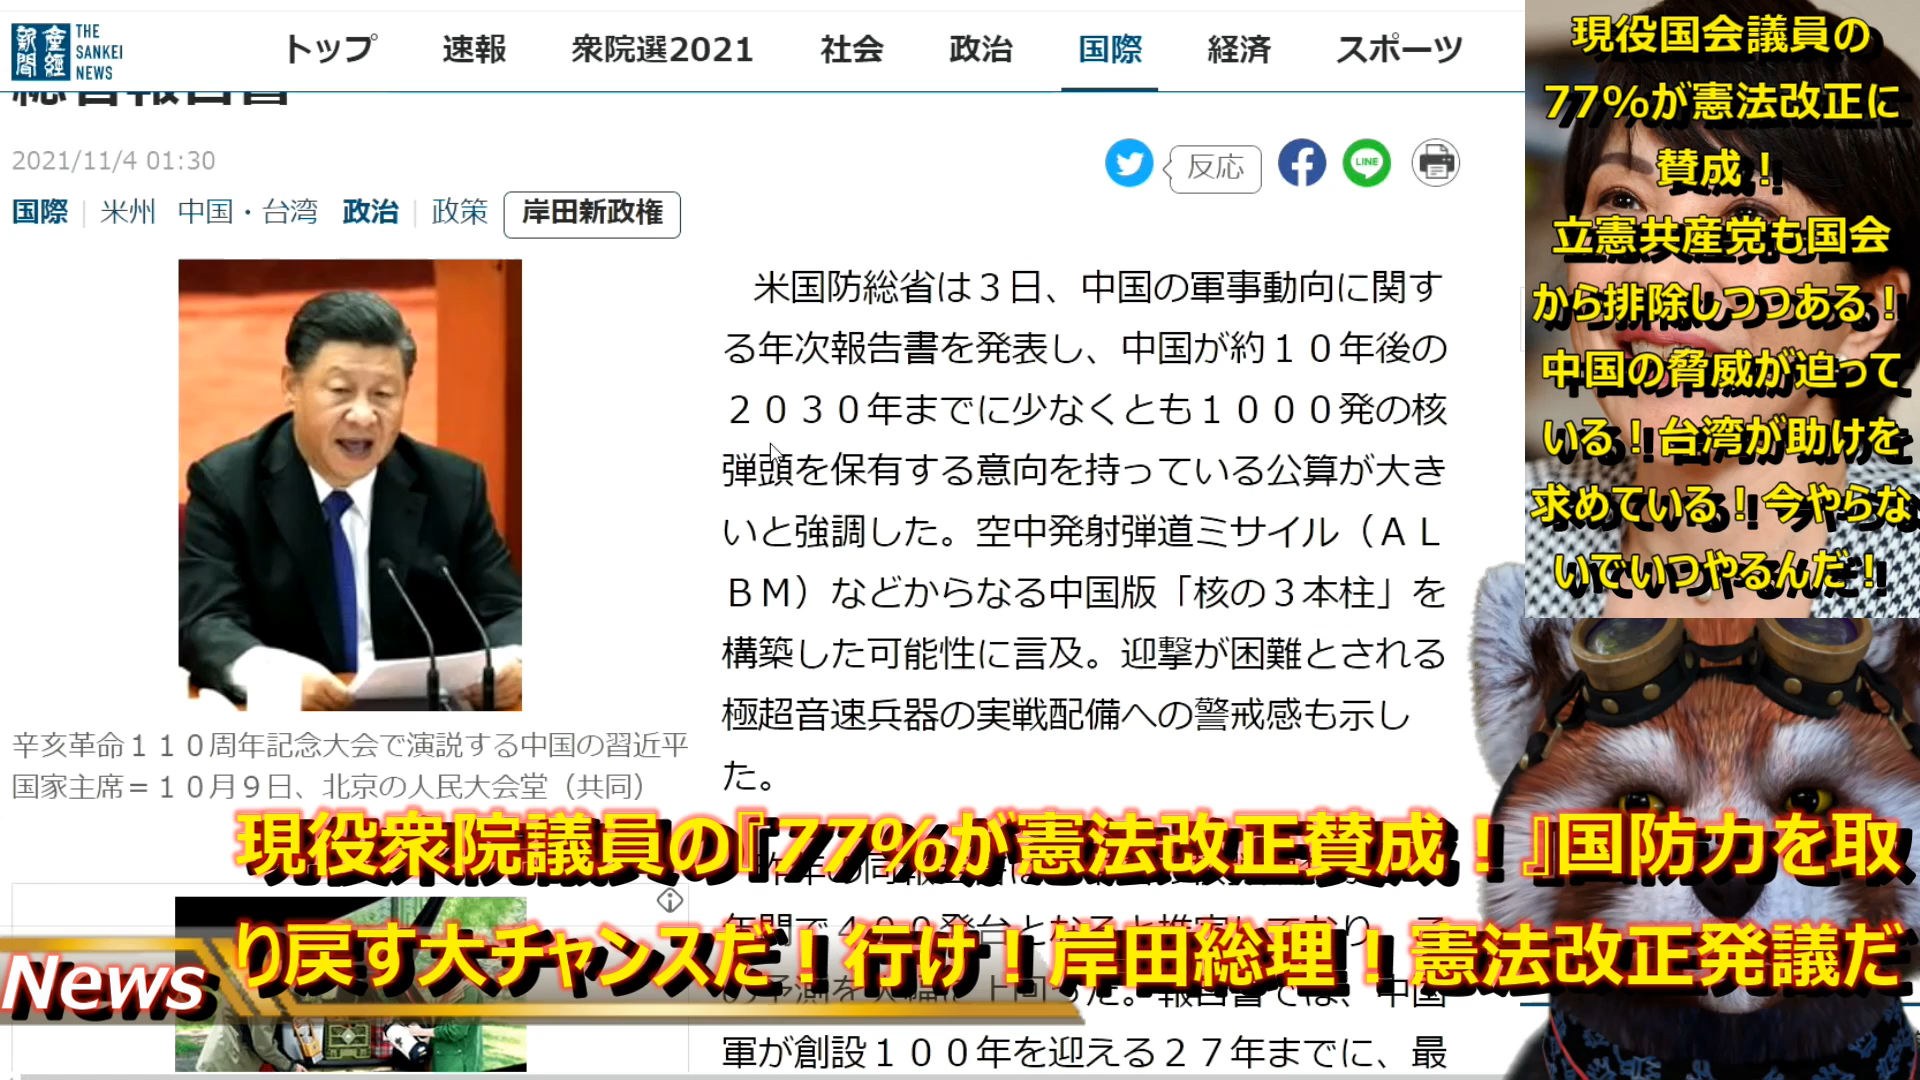 新聞 産經
THE
SANKEI
NEWS
トップ 速報 衆院選2021 社会 政治 国際 経済 スポーツ
2021/11/4 01:30
反応
LINE
国際 | 米州 中国・台湾 政治 | 政策 岸田新政権
米国防総省は３日、中国の軍事動向に関す
る年次報告書を発表し、中国が約１０年後の
２０３０年までに少なくとも１０００発の核
弾頭を保有する意向を持っている公算が大き
いと強調した。空中発射弾道ミサイル（ＡＬ
ＢＭ）などからなる中国版「核の３本柱」を
構築した可能性に言及。迎撃が困難とされる
極超音速兵器の実戦配備への警戒感も示し
た。
軍が創設１００年を迎える２７年までに、最
辛亥革命１１０周年記念大会で演説する中国の習近平
国家主席＝１０月９日、北京の人民大会堂（共同）
現役国会議員の
77%が憲法改正に
賛成！
立憲共産党も国会
から排除しつつある！
中国の脅威が迫って
いる！台湾が助けを
求めている！今やらな
いでいつやるんだ！
現役衆院議員の『77%が憲法改正賛成！』国防力を取
り戻す大チャンスだ！行け！岸田総理！憲法改正発議だ
News